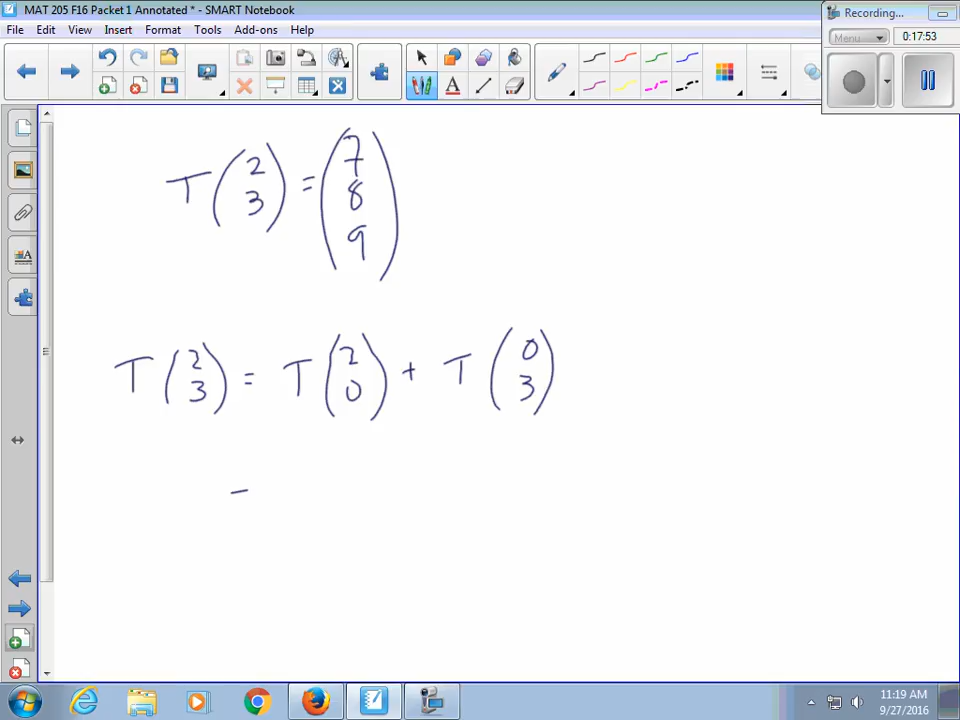 MAT 205 F16 Packet 1 Annotated * - SMART Notebook
Recording...
File Edit View Insert Format Tools Add-ons Help
Menu
0:17:53
T(2 3) = (7 8 9)
T(2 3) = T(2 0) + T(0 3)
11:19 AM
9/27/2016